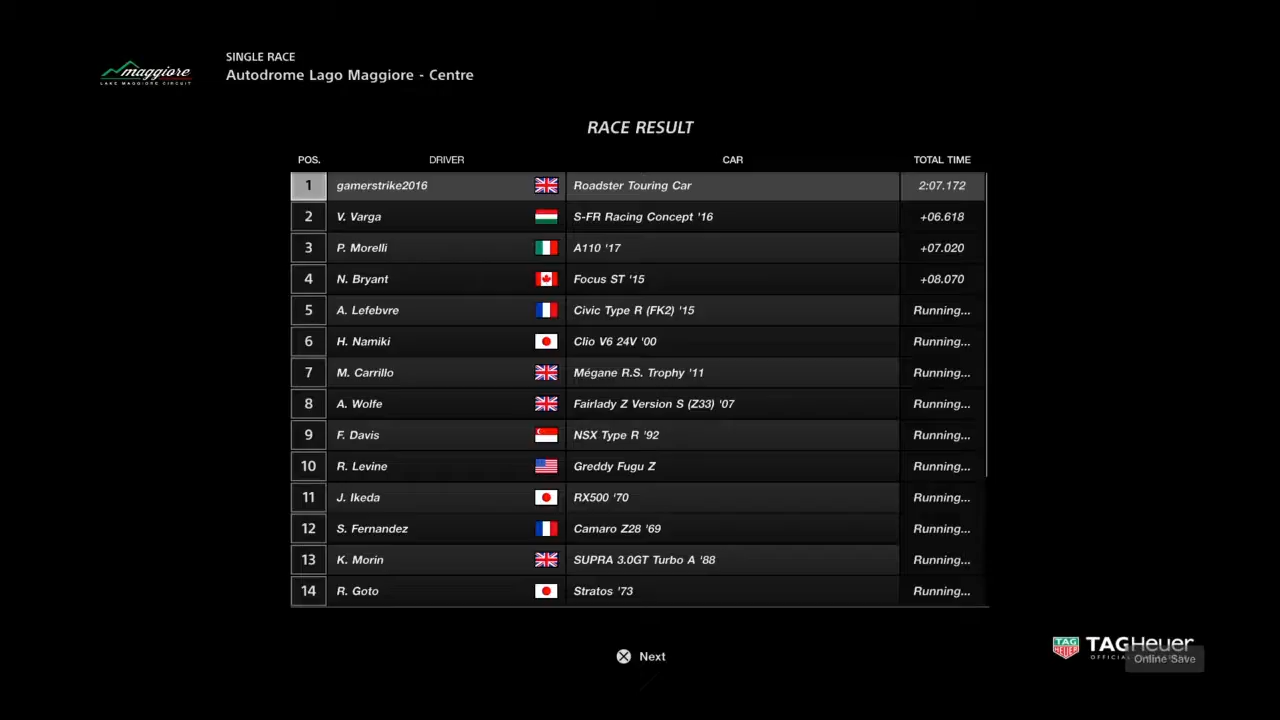 maggiore
LAKE MAGGIORE CIRCUIT
SINGLE RACE
Autodrome Lago Maggiore - Centre
RACE RESULT
POS. DRIVER CAR TOTAL TIME
1 gamerstrike2016 Roadster Touring Car 2:07.172
2 V. Varga S-FR Racing Concept '16 +06.618
3 P. Morelli A110 '17 +07.020
4 N. Bryant Focus ST '15 +08.070
5 A. Lefebvre Civic Type R (FK2) '15 Running...
6 H. Namiki Clio V6 24V '00 Running...
7 M. Carrillo Mégane R.S. Trophy '11 Running...
8 A. Wolfe Fairlady Z Version S (Z33) '07 Running...
9 F. Davis NSX Type R '92 Running...
10 R. Levine Greddy Fugu Z Running...
11 J. Ikeda RX500 '70 Running...
12 S. Fernandez Camaro Z28 '69 Running...
13 K. Morin SUPRA 3.0GT Turbo A '88 Running...
14 R. Goto Stratos '73 Running...
Next
TAG HEUER
TAGHeuer
Online Save